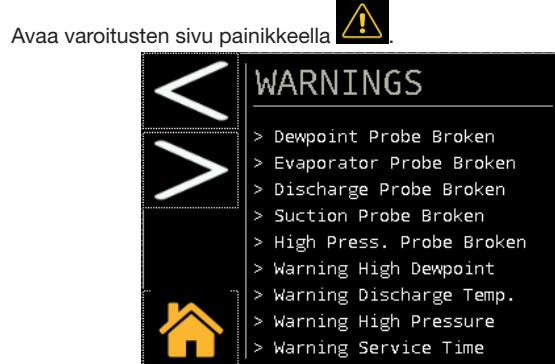 Avaa varoitusten sivu painikkeella .
WARNINGS
> Dewpoint Probe Broken
> Evaporator Probe Broken
> Discharge Probe Broken
> Suction Probe Broken
> High Press. Probe Broken
> Warning High Dewpoint
> Warning Discharge Temp.
> Warning High Pressure
> Warning Service Time